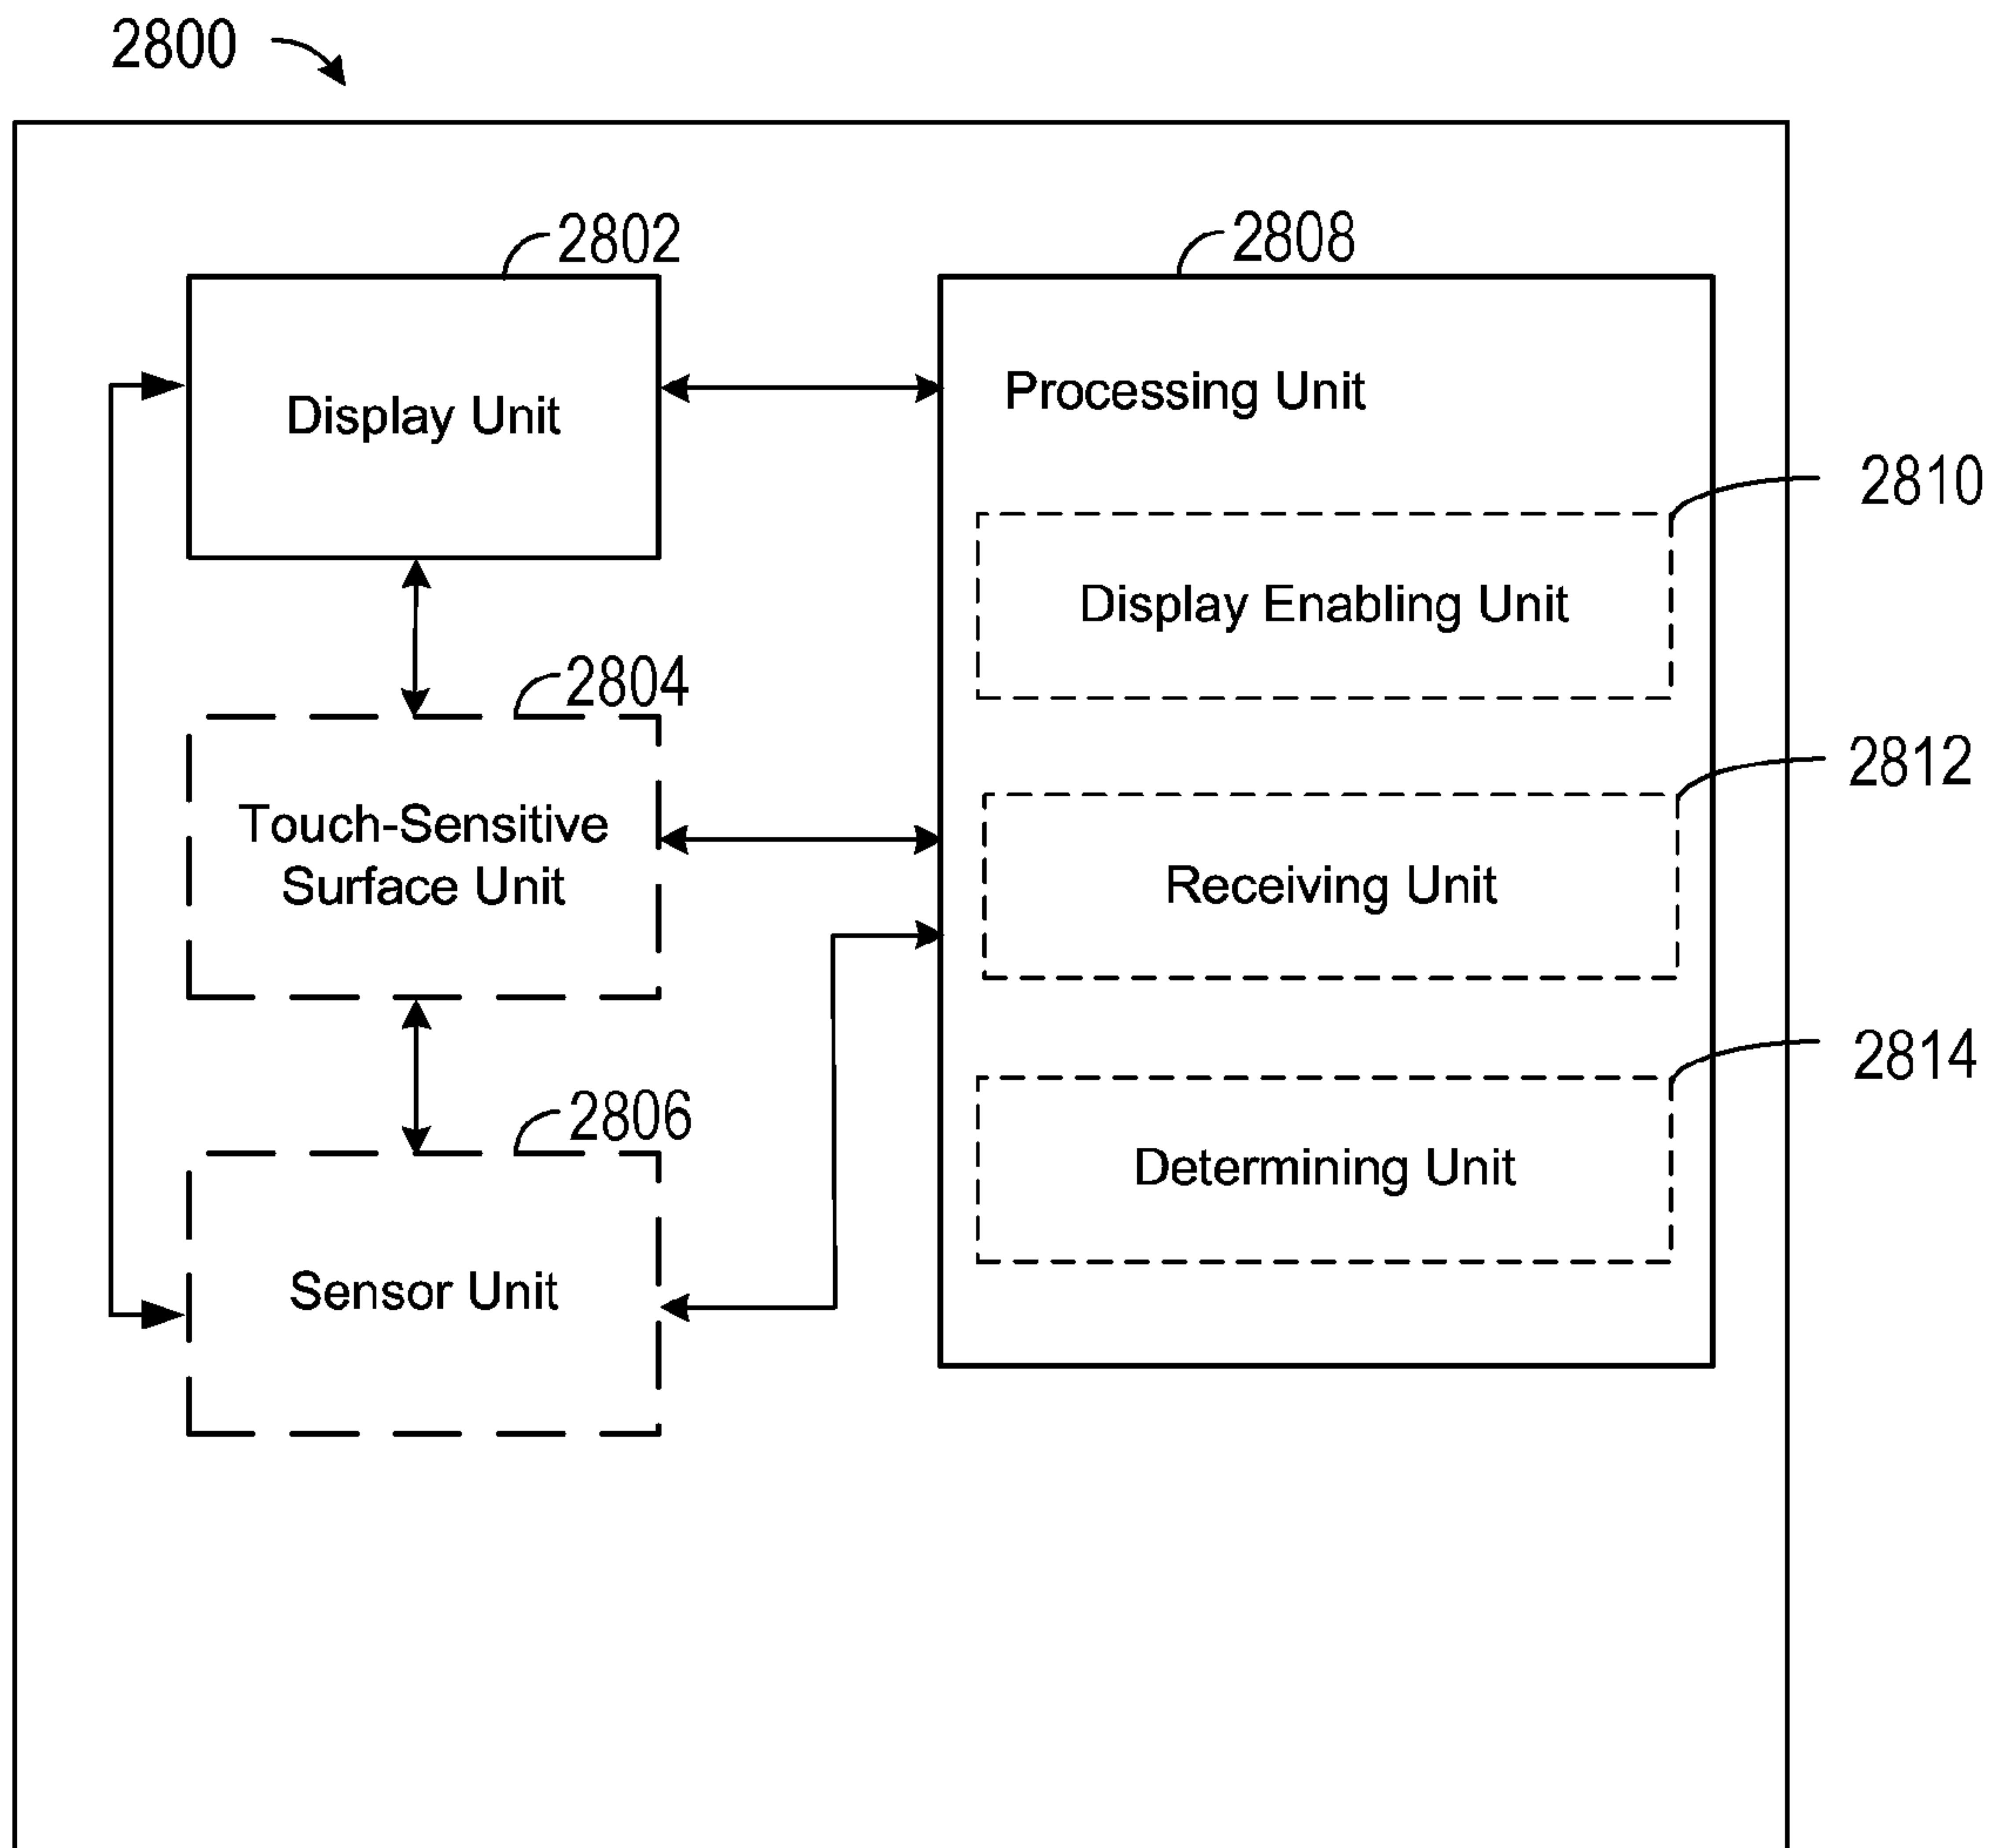 2800
2802
2808
Display Unit
Processing Unit
2810
Display Enabling Unit
2804
2812
Touch-Sensitive
Surface Unit
Receiving Unit
2814
2806
Determining Unit
Sensor Unit